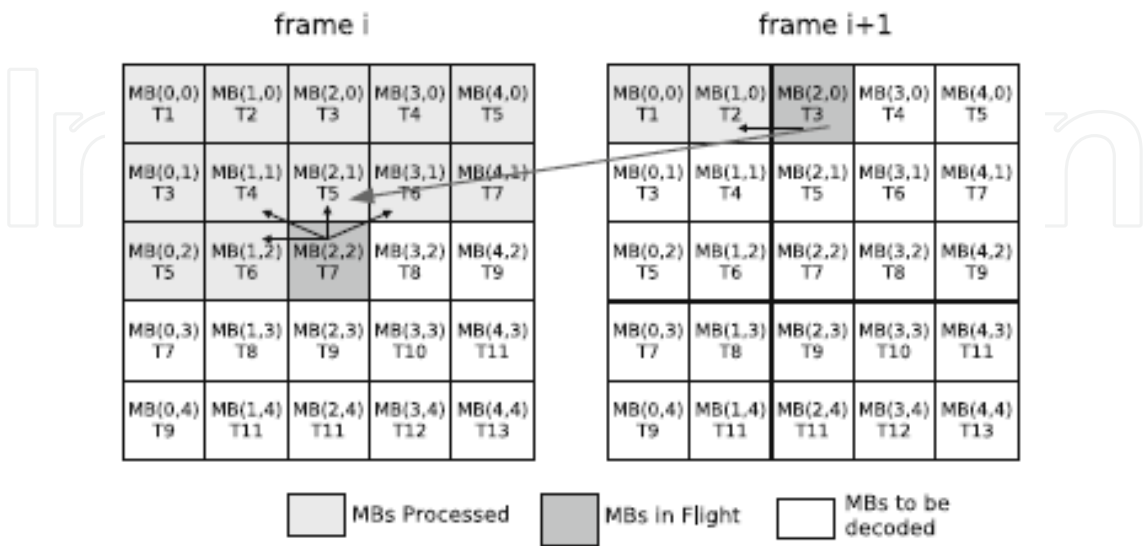 frame i
frame i+1
MB(0,0) MB(1,0) MB(2,0) MB(3,0) MB(4,0)
T1 T2 T3 T4 T5
MB(0,1) MB(1,1) MB(2,1) MB(3,1) MB(4,1)
T3 T4 T5 T6 T7
MB(0,2) MB(1,2) MB(2,2) MB(3,2) MB(4,2)
T5 T6 T7 T8 T9
MB(0,3) MB(1,3) MB(2,3) MB(3,3) MB(4,3)
T7 T8 T9 T10 T11
MB(0,4) MB(1,4) MB(2,4) MB(3,4) MB(4,4)
T9 T11 T11 T12 T13
MB(0,0) MB(1,0) MB(2,0) MB(3,0) MB(4,0)
T1 T2 T3 T4 T5
MB(0,1) MB(1,1) MB(2,1) MB(3,1) MB(4,1)
T3 T4 T5 T6 T7
MB(0,2) MB(1,2) MB(2,2) MB(3,2) MB(4,2)
T5 T6 T7 T8 T9
MB(0,3) MB(1,3) MB(2,3) MB(3,3) MB(4,3)
T7 T8 T9 T10 T11
MB(0,4) MB(1,4) MB(2,4) MB(3,4) MB(4,4)
T9 T11 T11 T12 T13
MBs Processed
MBs in Flight
MBs to be
decoded